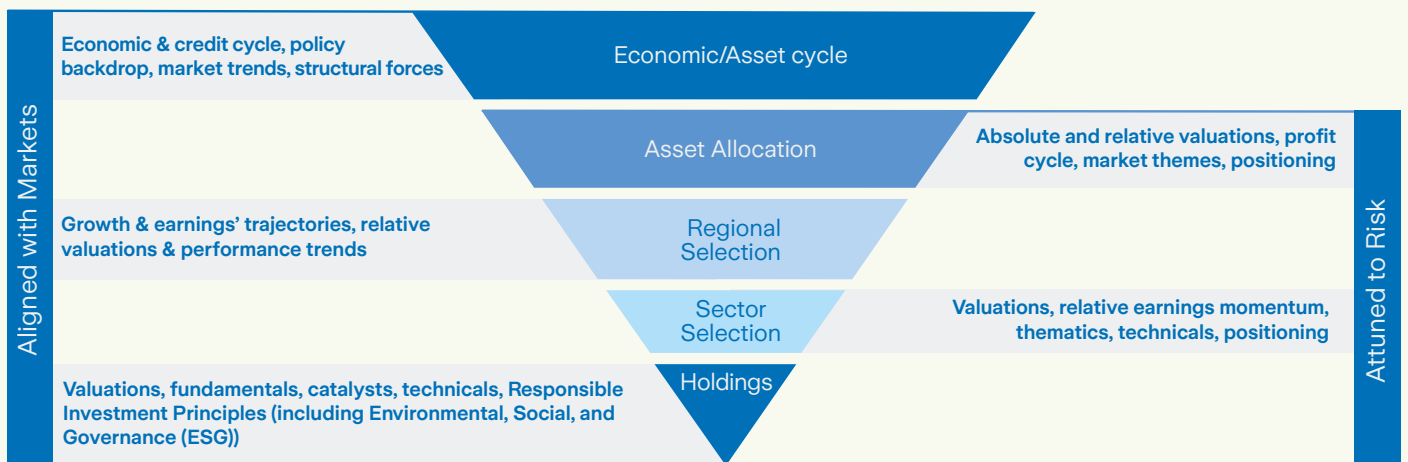 Aligned with Markets
Economic & credit cycle, policy
backdrop, market trends, structural forces
Economic/Asset cycle
Asset Allocation
Absolute and relative valuations, profit
cycle, market themes, positioning
Growth & earnings’ trajectories, relative
valuations & performance trends
Regional
Selection
Sector
Selection
Valuations, relative earnings momentum,
thematics, technicals, positioning
Valuations, fundamentals, catalysts, technicals, Responsible
Investment Principles (including Environmental, Social, and
Governance (ESG))
Holdings
Attuned to Risk